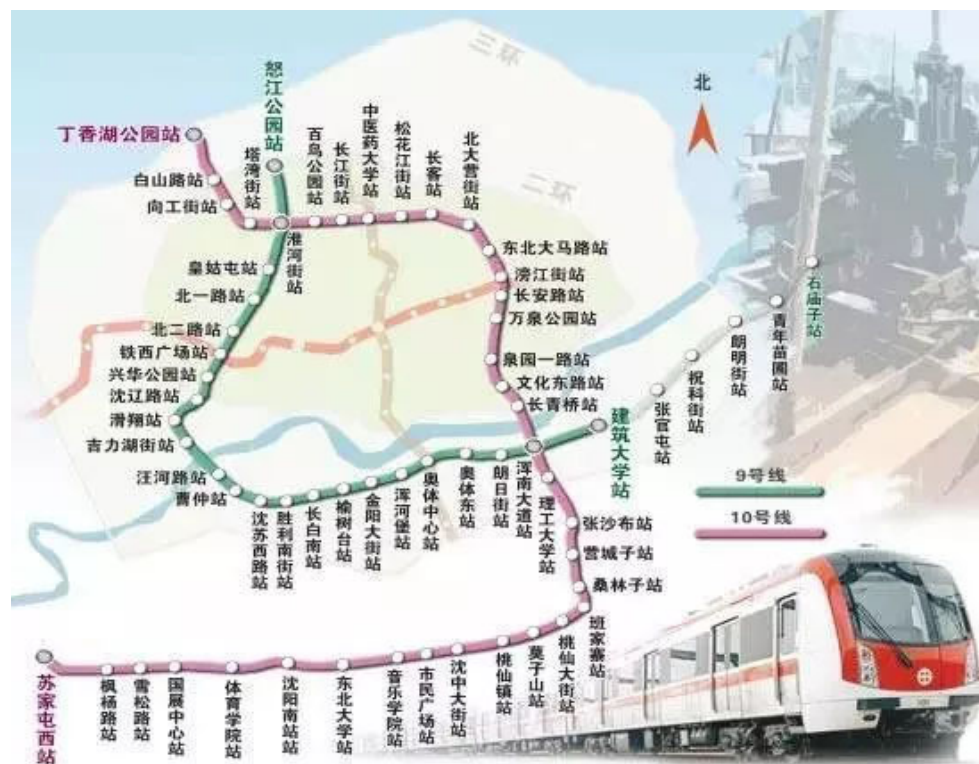 三环
二环
北
丁香湖公园站
白山路站
向工街站
塔湾街站
怒江公园站
淮河街站
百鸟公园站
长江街站
中医药大学站
松花江街站
长客站
北大营街站
东北大马路站
滂江街站
长安路站
万泉公园站
泉园一路站
文化东路站
长青桥站
皇姑屯站
北一路站
北二路站
铁西广场站
兴华公园站
沈辽路站
滑翔站
吉力湖街站
汪河路站
曹仲站
沈苏西路站
胜利南街站
长白南站
榆树台站
金阳大街站
浑河堡站
奥体中心站
奥体东站
朗日街站
浑南大道站
建筑大学站
张官屯站
祝科街站
朗明街站
青年苗圃站
石庙子站
理工大学站
张沙布站
营城子站
桑林子站
班家寨站
桃仙大街站
莫子山站
桃仙镇站
沈中大街站
市民广场站
音乐学院站
东北大学站
沈阳南站站
体育学院站
国展中心站
雪松路站
枫杨路站
苏家屯西站
9号线
10号线